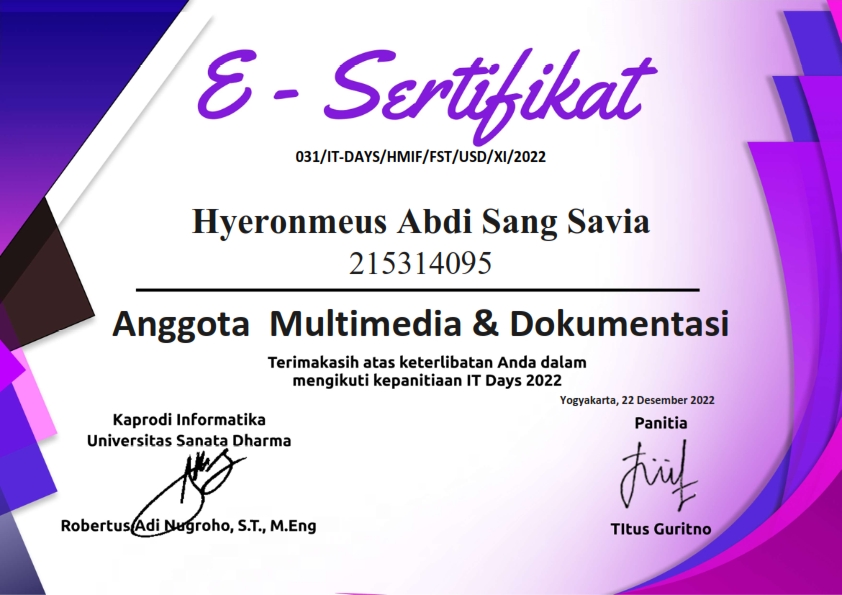 E - Sertifikat
031/IT-DAYS/HMIF/FST/USD/XI/2022
Hyeronmeus Abdi Sang Savia
215314095
Anggota Multimedia & Dokumentasi
Terimakasih atas keterlibatan Anda dalam
mengikuti kepanitiaan IT Days 2022
Yogyakarta, 22 Desember 2022
Kaprodi Informatika
Universitas Sanata Dharma
Robertus Adi Nugroho, S.T., M.Eng
Panitia
TItus Guritno